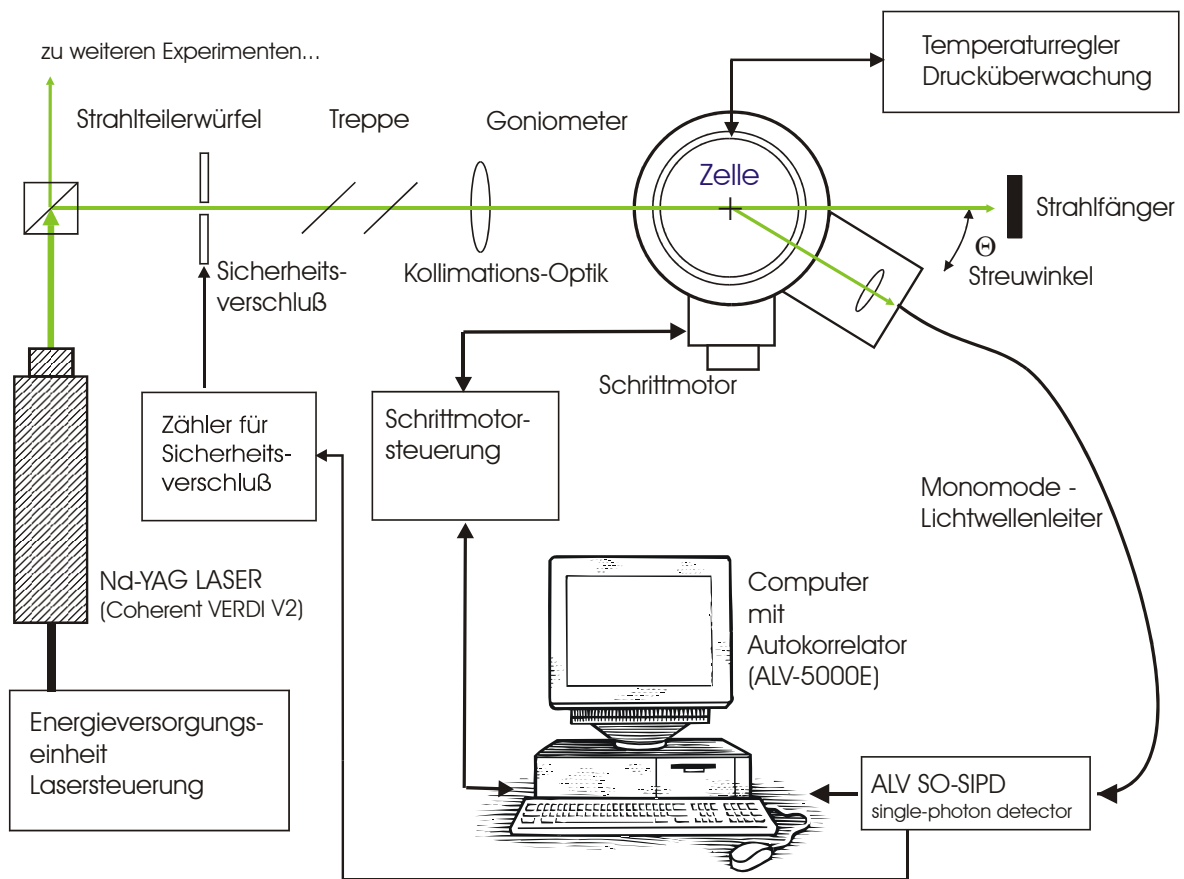 zu weiteren Experimenten...
Temperaturregler
Drucküberwachung
Strahlteilerwürfel
Treppe
Goniometer
Zelle
Strahlfänger
Θ
Streuwinkel
Sicherheits-
verschluß
Kollimations-Optik
Schrittmotor
Zähler für
Sicherheits-
verschluß
Schrittmotor-
steuerung
Monomode -
Lichtwellenleiter
Nd-YAG LASER
(Coherent VERDI V2)
Computer
mit
Autokorrelator
(ALV-5000E)
Energieversorgungs-
einheit
Lasersteuerung
ALV SO-SIPD
single-photon detector